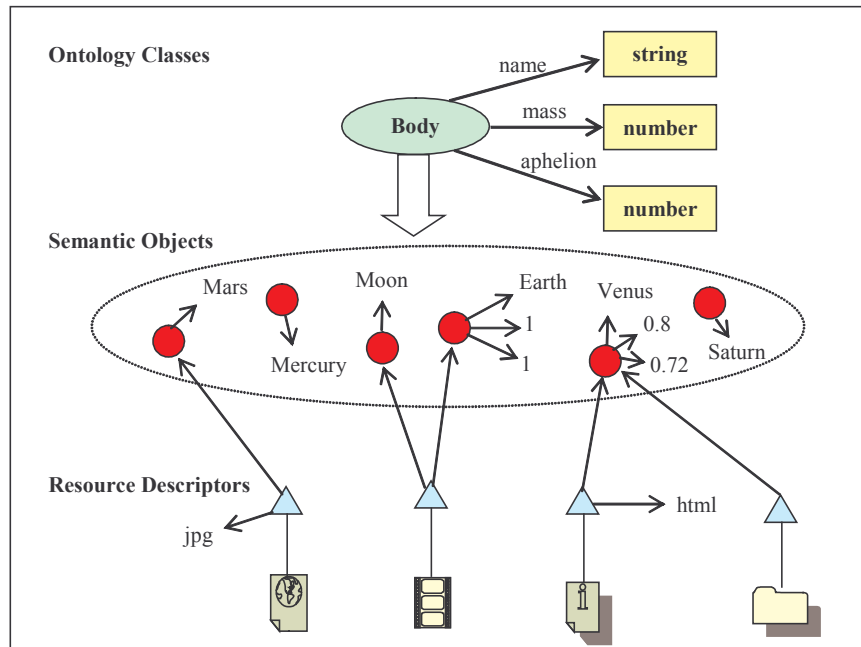 Ontology Classes
name
string
Body
mass
number
aphelion
number
Semantic Objects
Mars
Mercury
Moon
Earth
1
1
Venus
0.8
0.72
Saturn
Resource Descriptors
jpg
html
i